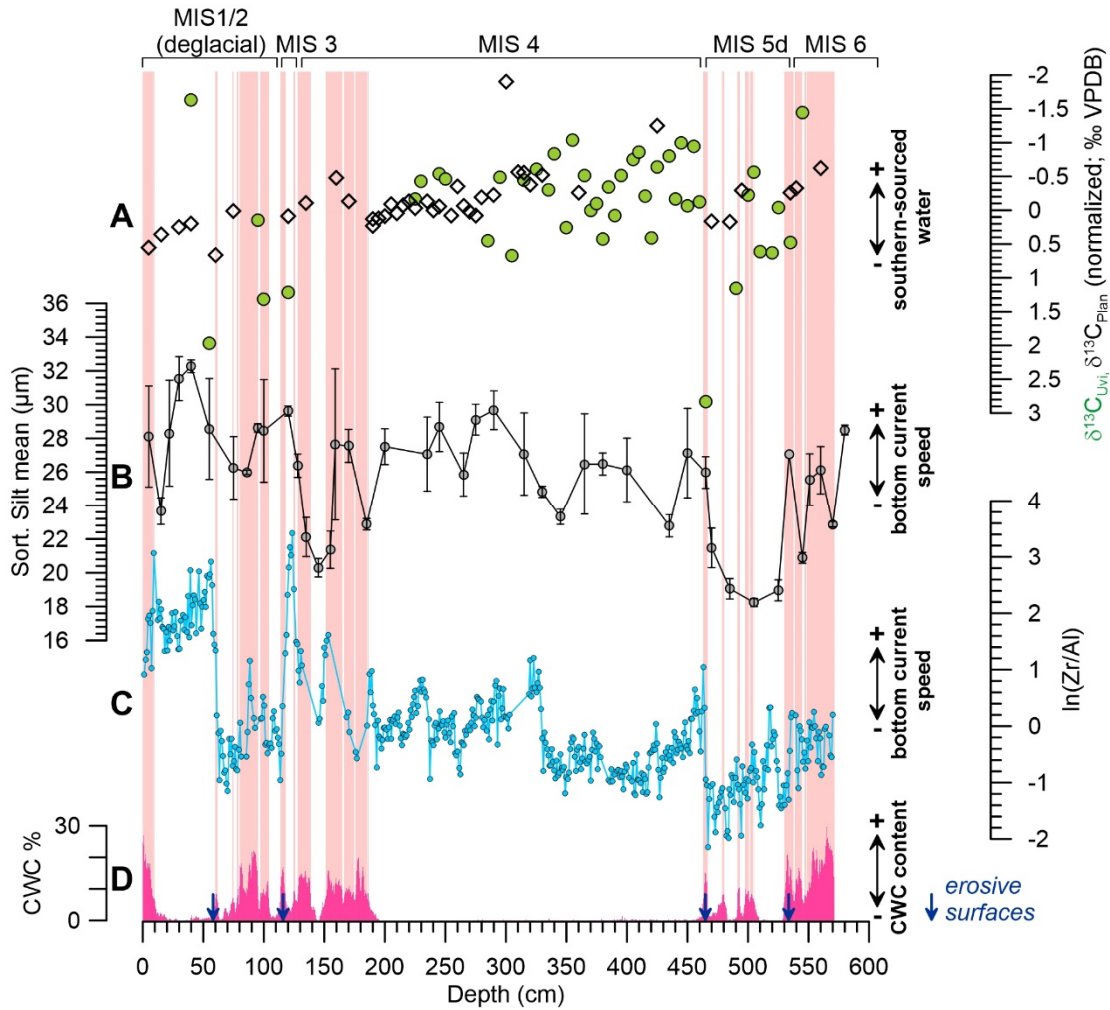 MIS1/2
(deglacial) MIS 3 MIS 4 MIS 5d MIS 6
A
+
southern-sourced
water
-
-2
-1.5
-1
-0.5
0
0.5
1
1.5
2
2.5
3
δ¹³C_Uvi, δ¹³C_Plan (normalized; ‰ VPDB)
36
34
32
30
28
26
24
22
20
18
16
Sort. Silt mean (µm)
B
+
bottom current
speed
-
C
+
bottom current
speed
-
4
3
2
1
0
-1
-2
ln(Zr/Al)
30
0
CWC %
D
+
CWC content
-
erosive
surfaces
0 50 100 150 200 250 300 350 400 450 500 550 600
Depth (cm)